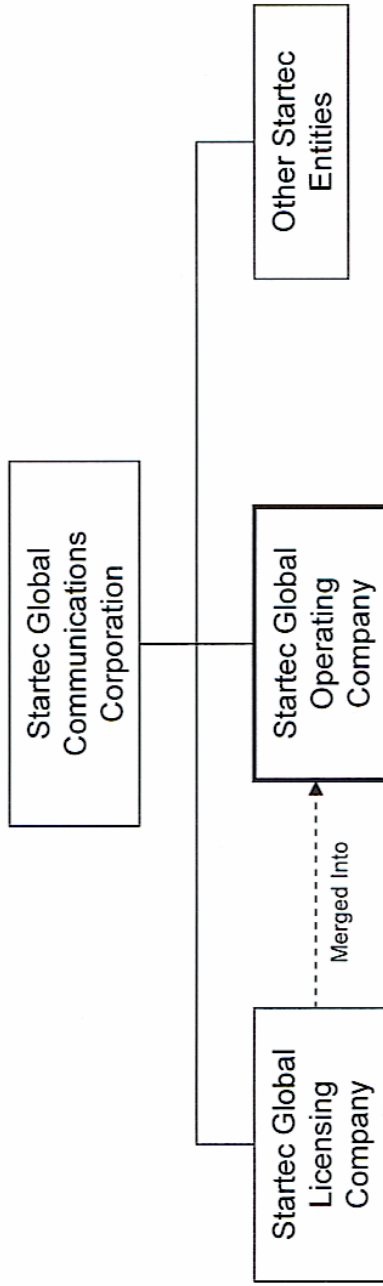 Startec Global
Communications
Corporation
Startec Global
Licensing
Company
Merged Into
Startec Global
Operating
Company
Other Startec
Entities